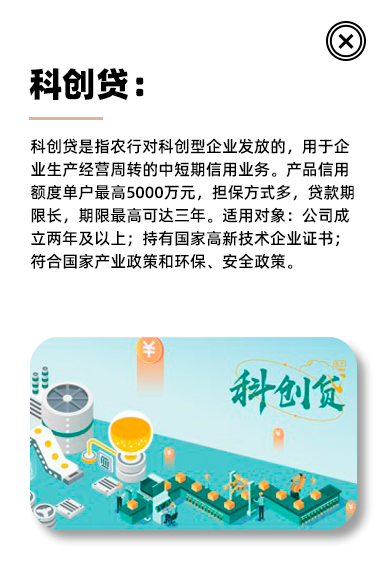 科创贷：
科创贷是指农行对科创型企业发放的，用于企
业生产经营周转的中短期信用业务。产品信用
额度单户最高5000万元，担保方式多，贷款期
限长，期限最高可达三年。适用对象：公司成
立两年及以上；持有国家高新技术企业证书；
符合国家产业政策和环保、安全政策。
¥
科创贷